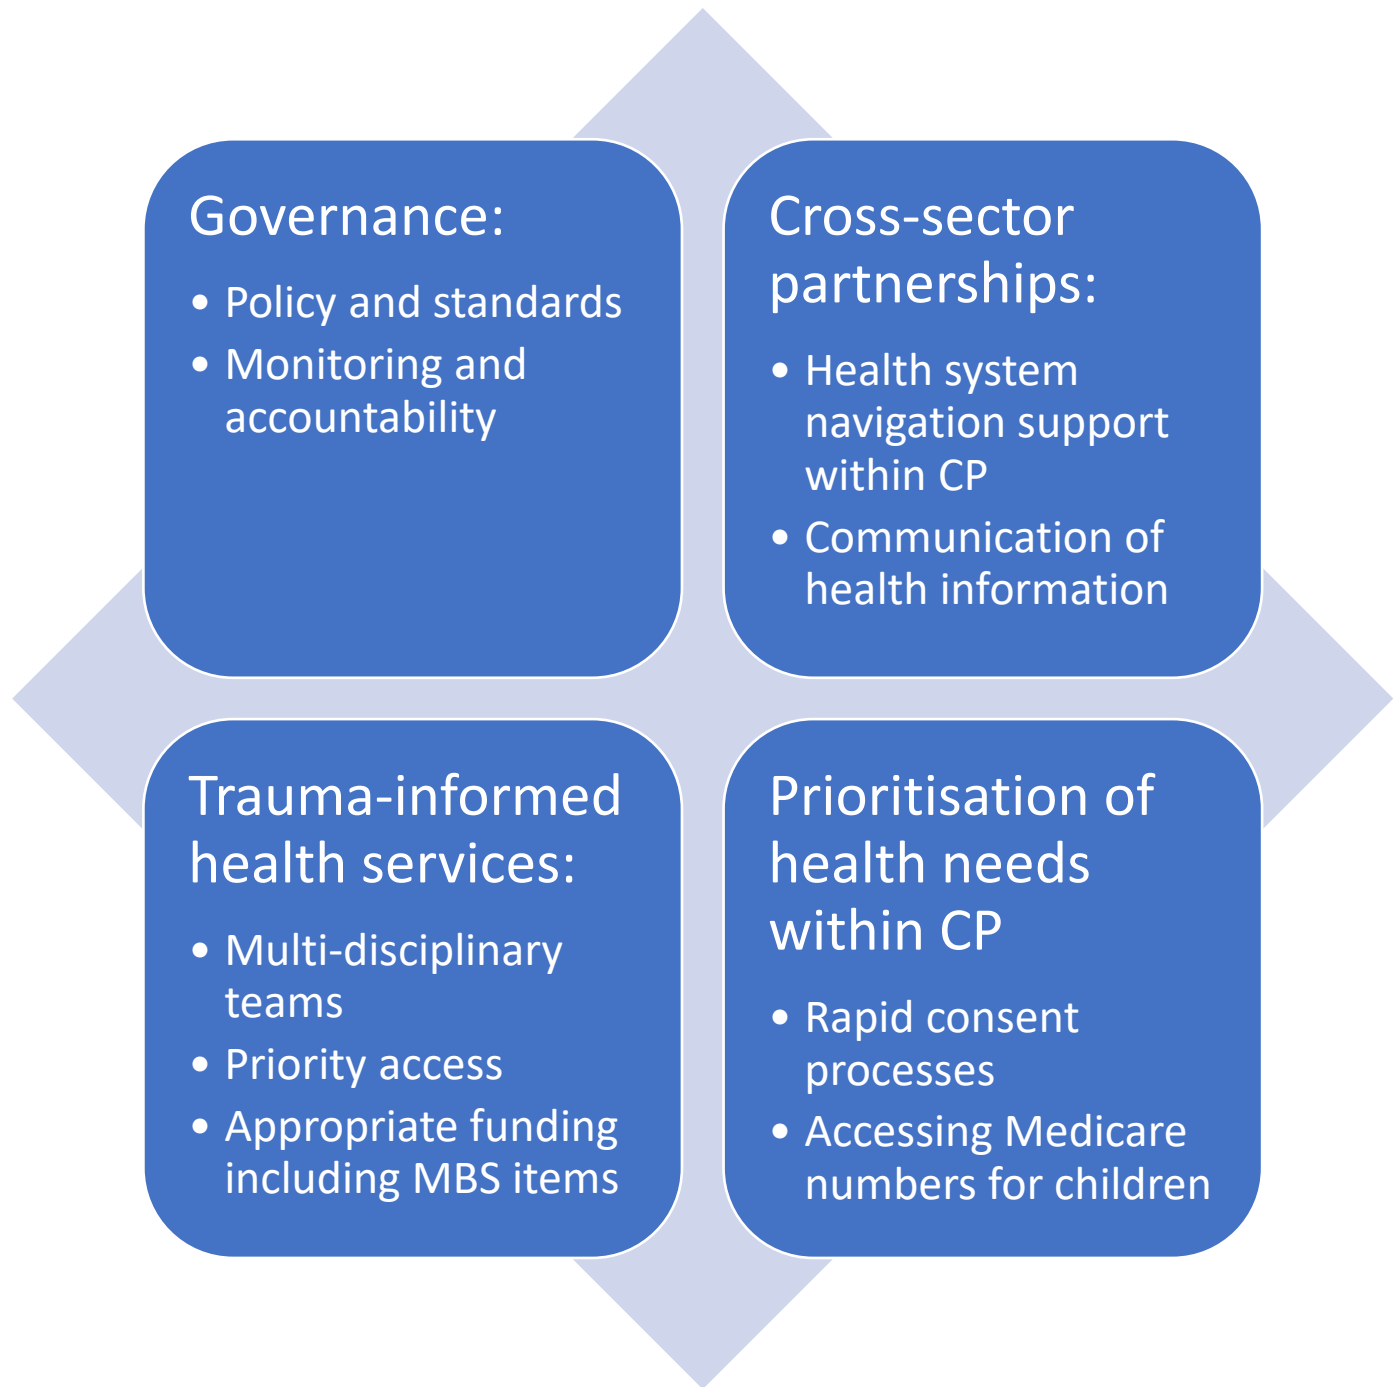 Governance:
• Policy and standards
• Monitoring and
accountability
Cross-sector
partnerships:
• Health system
navigation support
within CP
• Communication of
health information
Trauma-informed
health services:
• Multi-disciplinary
teams
• Priority access
• Appropriate funding
including MBS items
Prioritisation of
health needs
within CP
• Rapid consent
processes
• Accessing Medicare
numbers for children